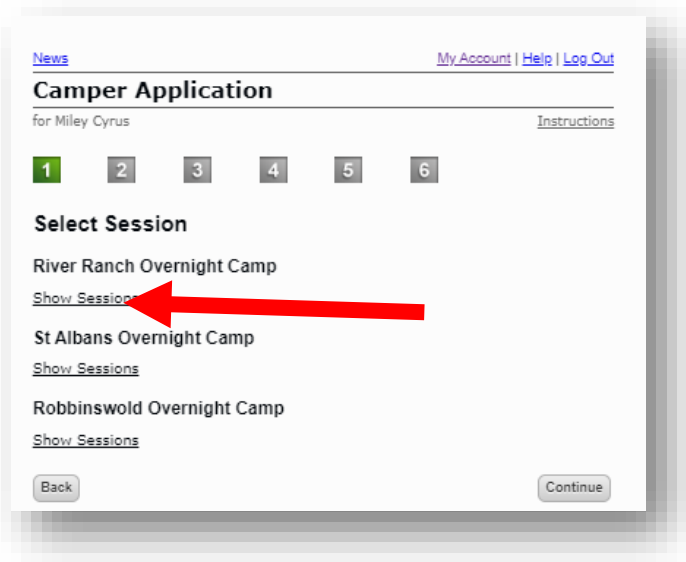 News My Account | Help | Log Out
Camper Application
for Miley Cyrus Instructions
1 2 3 4 5 6
Select Session
River Ranch Overnight Camp
Show Sessions
St Albans Overnight Camp
Show Sessions
Robbinswold Overnight Camp
Show Sessions
Back Continue